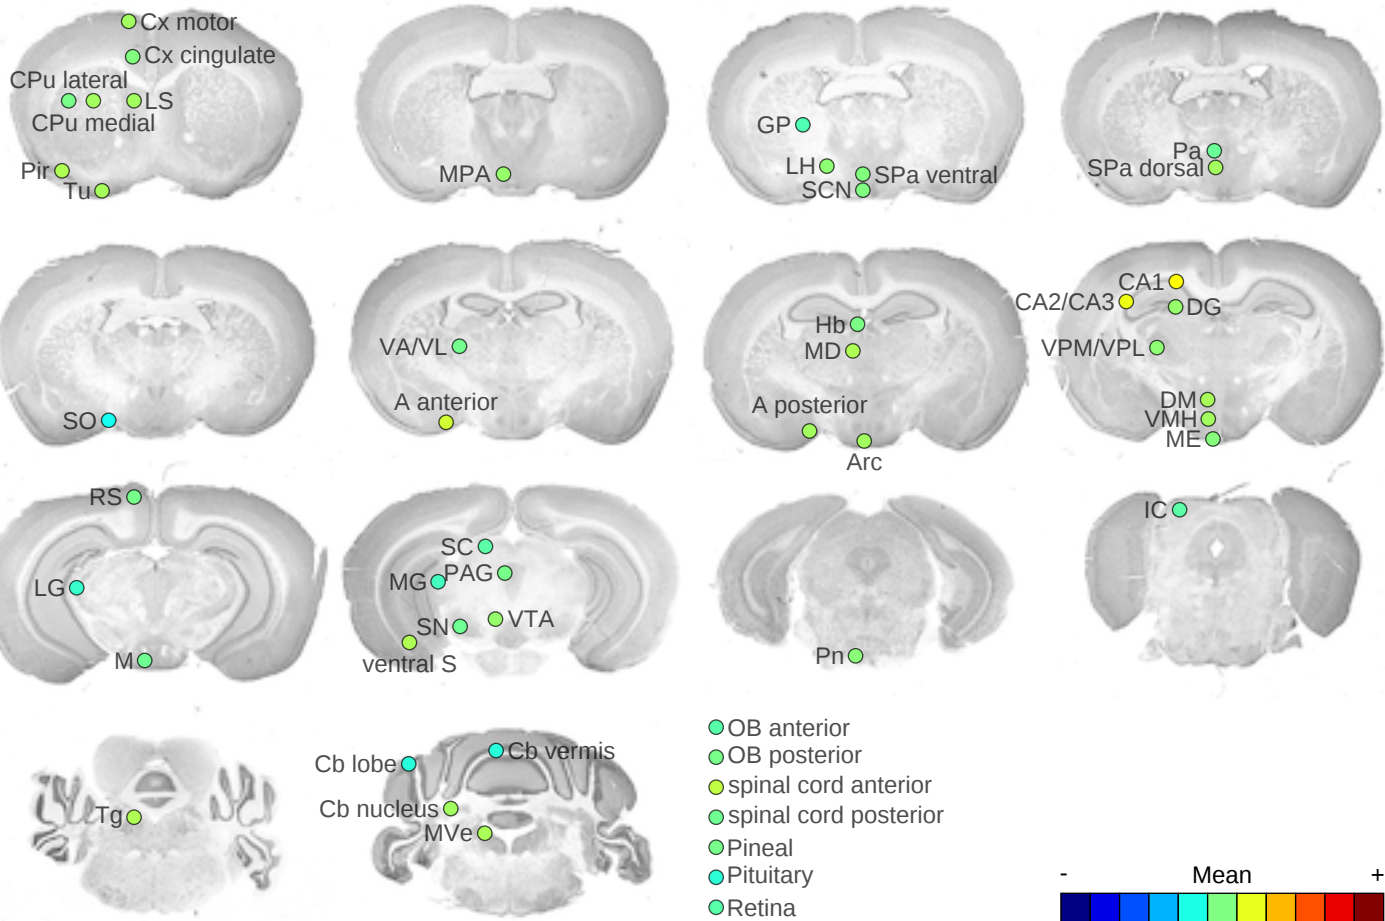 Cx motor
Cx cingulate
CPu lateral
LS
CPu medial
Pir
Tu
MPA
GP
LH
SPa ventral
SCN
Pa
SPa dorsal
SO
VA/VL
A anterior
Hb
MD
A posterior
Arc
CA1
CA2/CA3
DG
VPM/VPL
DM
VMH
ME
RS
LG
M
SC
MG
PAG
SN
VTA
ventral S
Pn
IC
Tg
Cb lobe
Cb vermis
Cb nucleus
MVe
OB anterior
OB posterior
spinal cord anterior
spinal cord posterior
Pineal
Pituitary
Retina
- Mean +